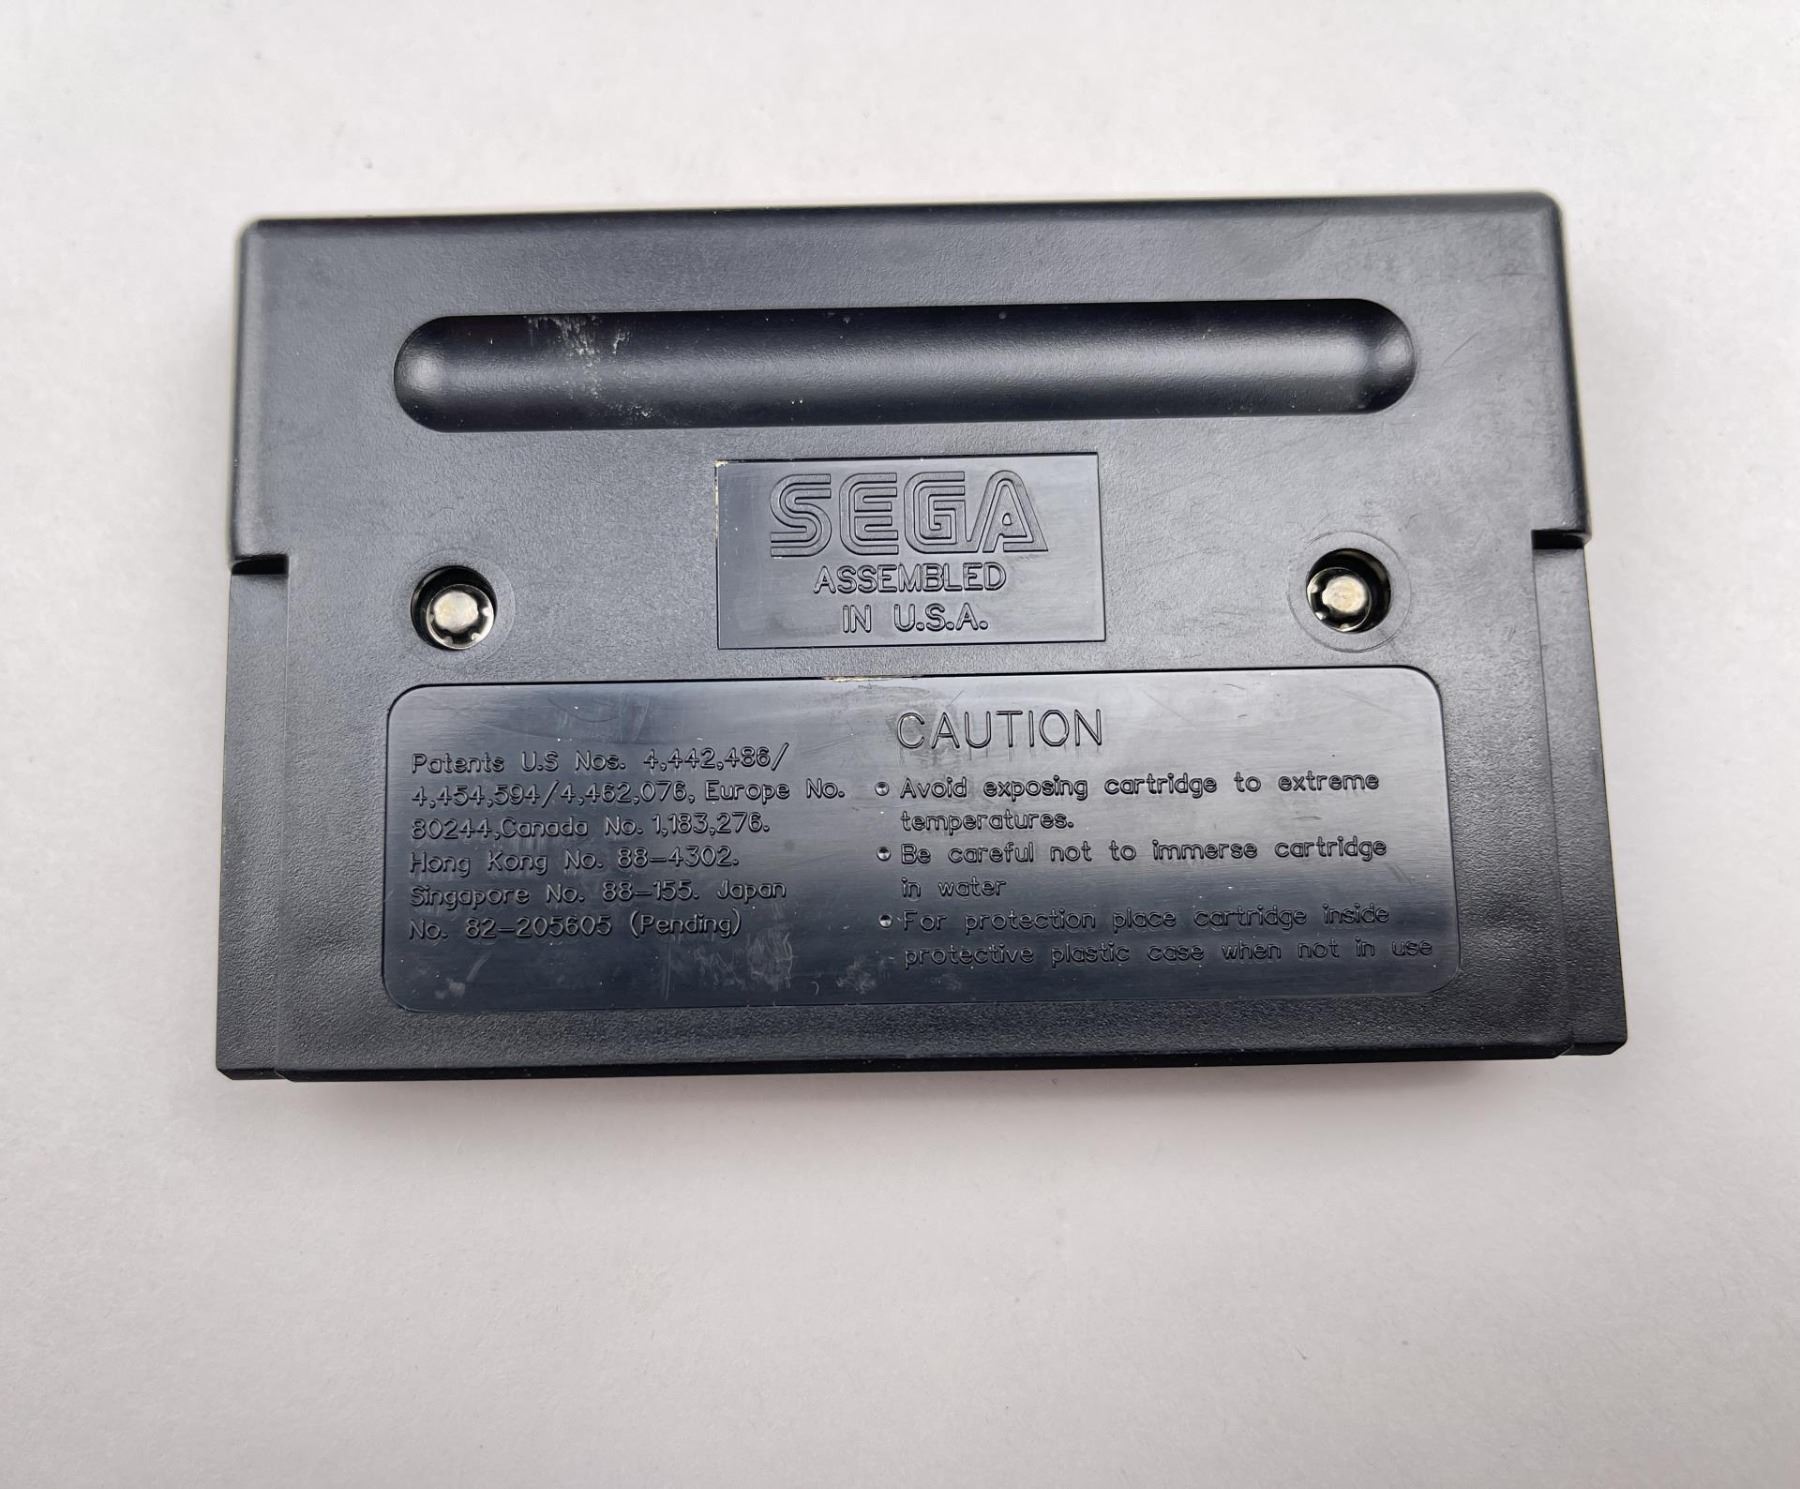 SEGA
ASSEMBLED
IN U.S.A.
Patents U.S Nos. 4,442,486/
4,454,594/4,462,076, Europe No.
80244,Canada No. 1,183,276.
Hong Kong No. 88-4302.
Singapore No. 88-155. Japan
No. 82-205605 (Pending)
CAUTION
• Avoid exposing cartridge to extreme
temperatures.
• Be careful not to immerse cartridge
in water
• For protection place cartridge inside
protective plastic case when not in use